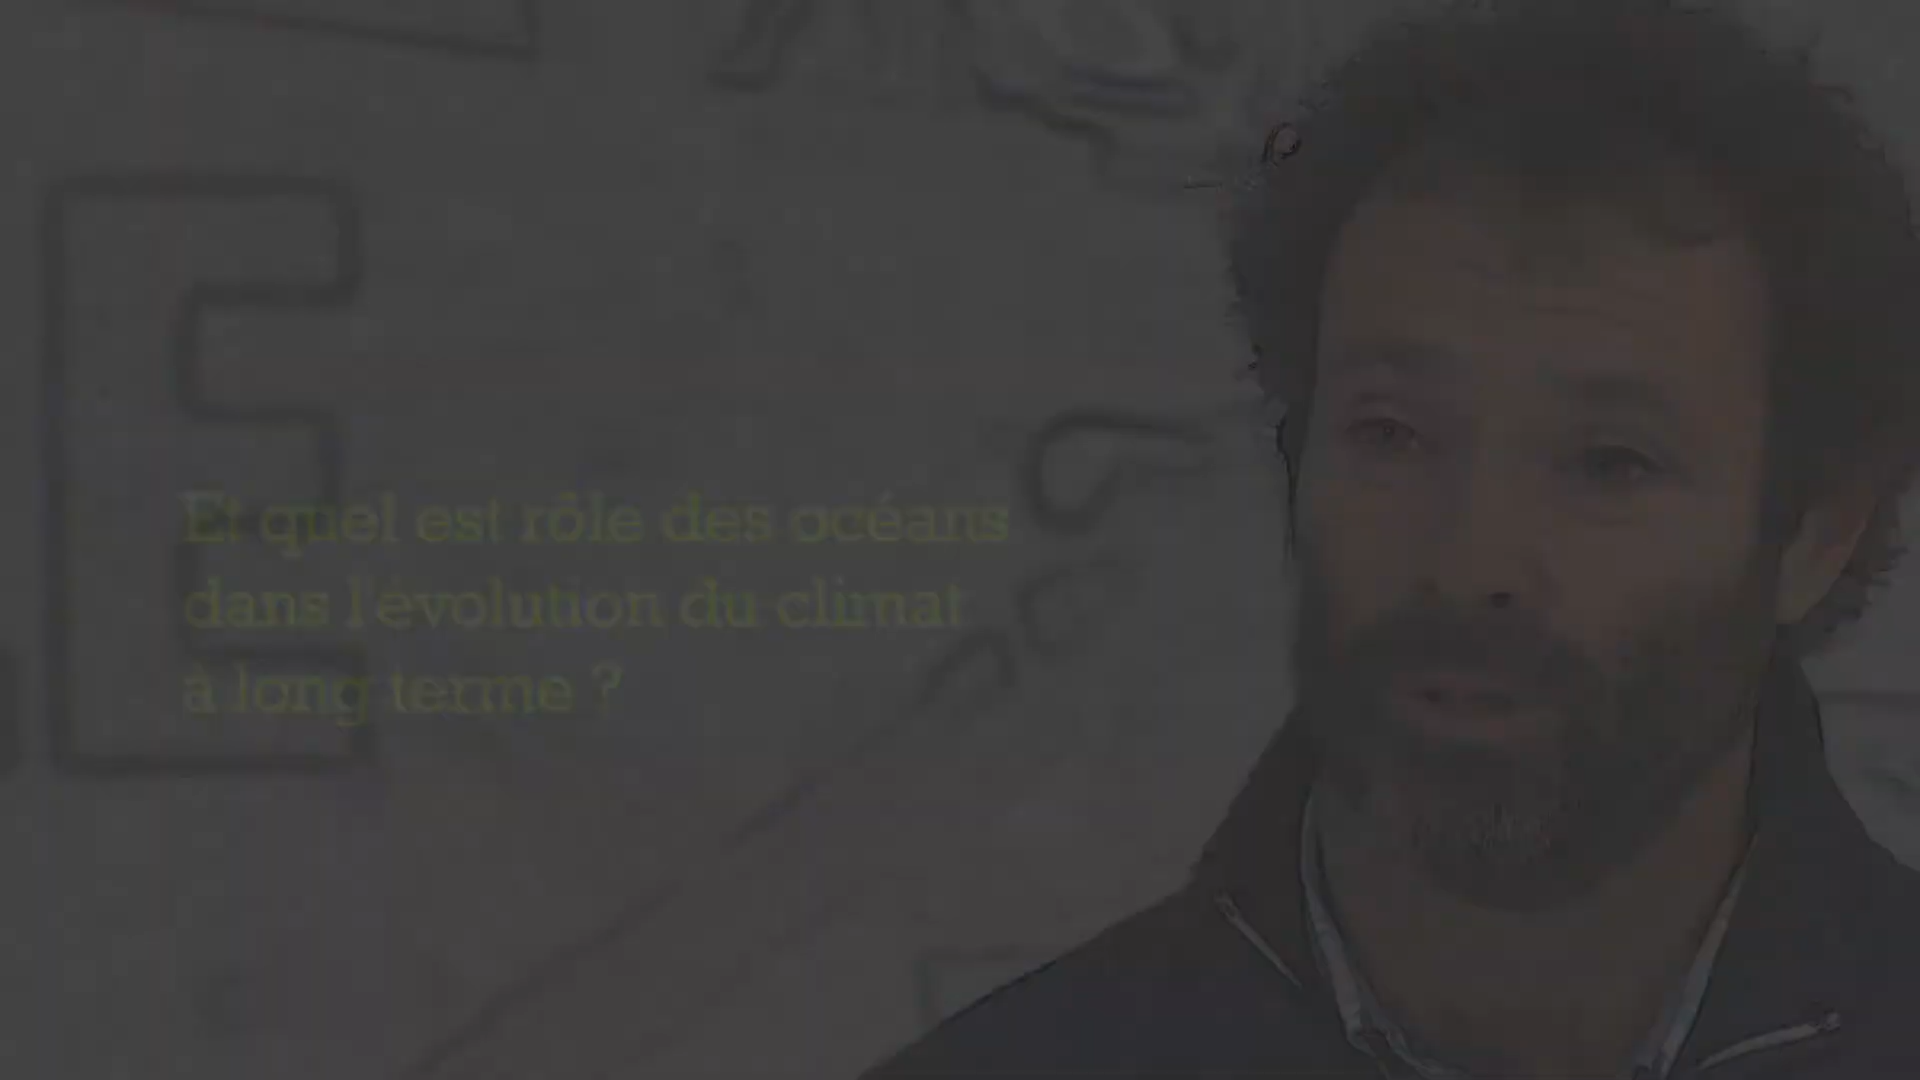 Et quel est rôle des océans
dans l'évolution du climat
à long terme ?